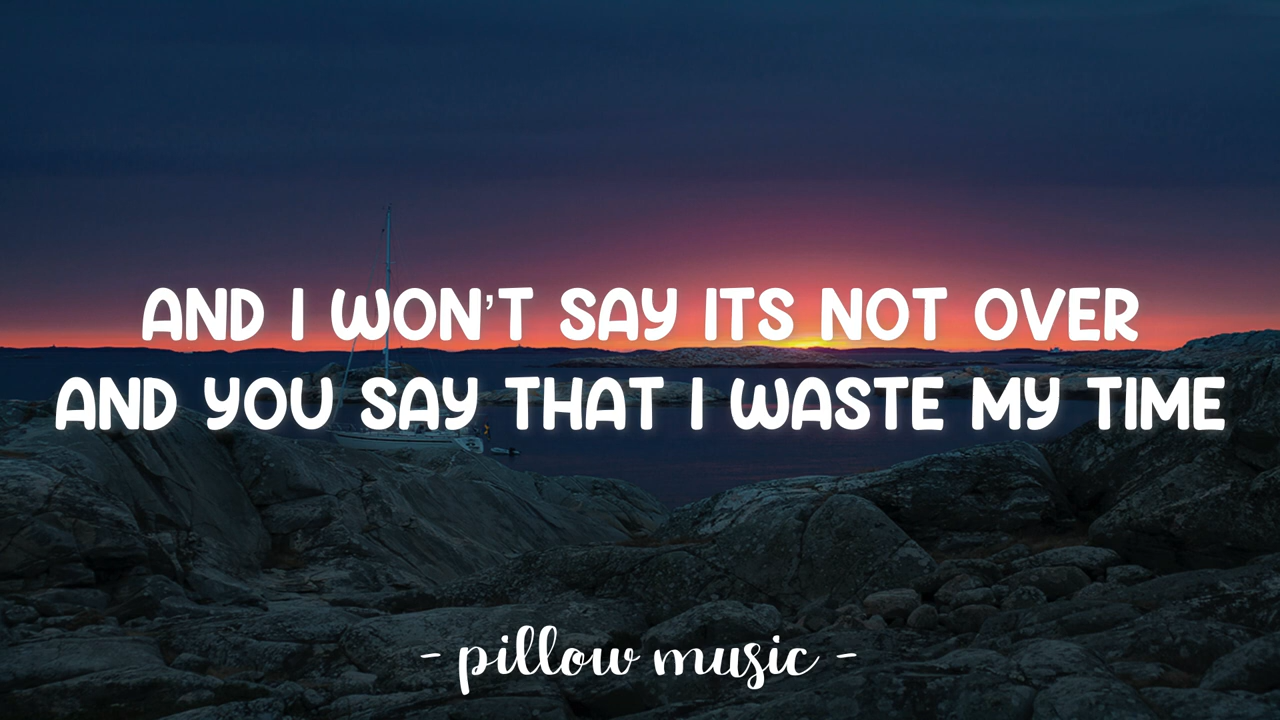 AND I WON'T SAY ITS NOT OVER
AND YOU SAY THAT I WASTE MY TIME
- pillow music -